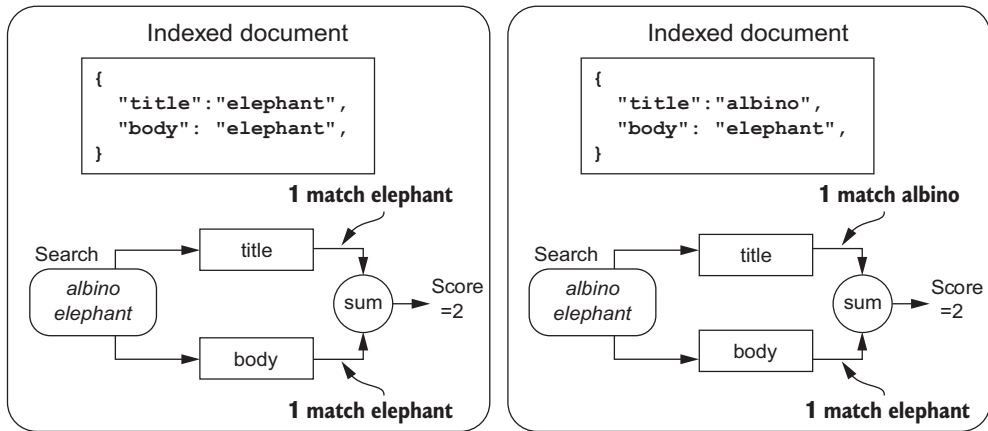 Indexed document
{
"title":"elephant",
"body": "elephant",
}
1 match elephant
Search
title
albino
elephant
sum
Score
=2
body
1 match elephant
Indexed document
{
"title":"albino",
"body": "elephant",
}
1 match albino
Search
title
albino
elephant
sum
Score
=2
body
1 match elephant